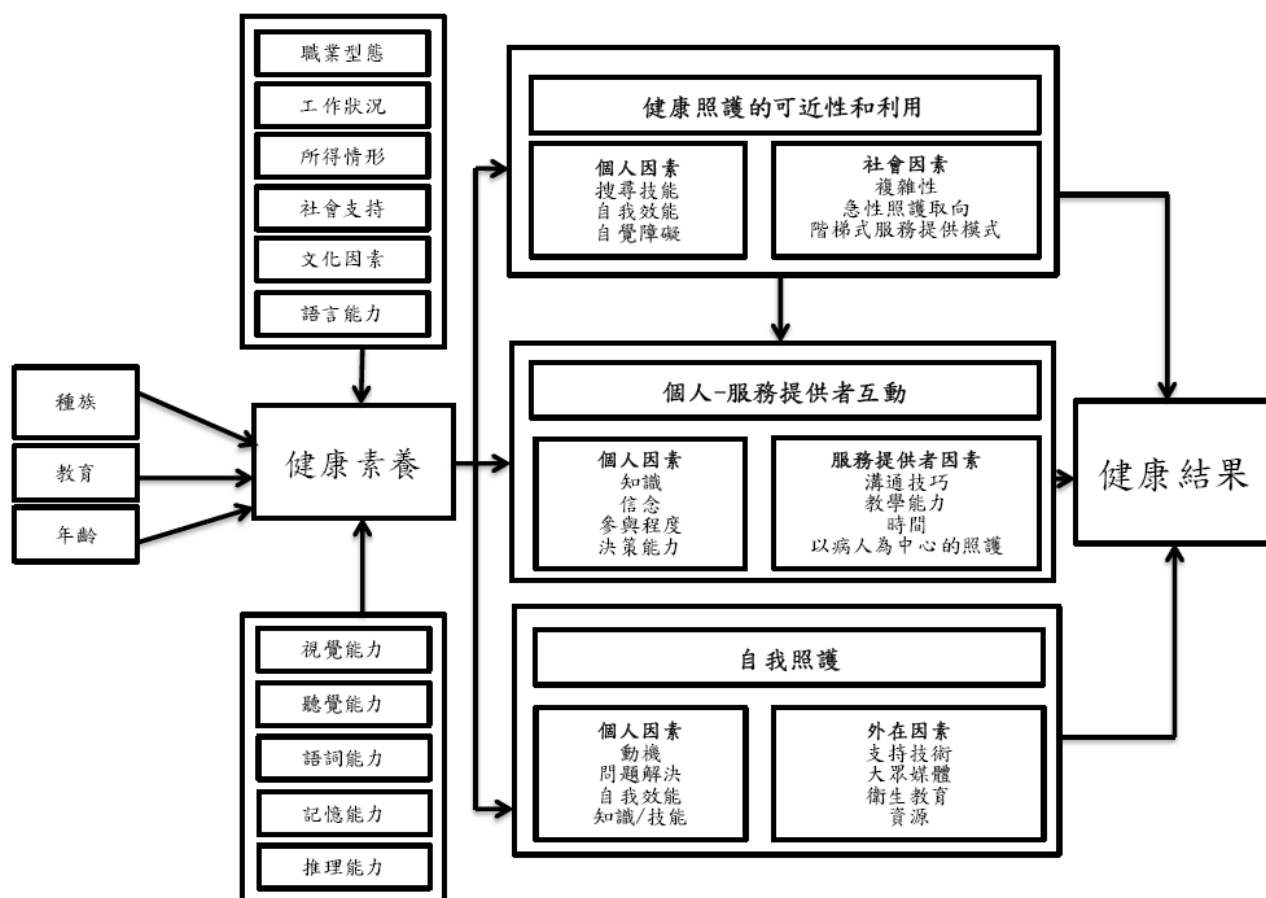 職業型態
工作狀況
所得情形
社會支持
文化因素
語言能力
種族
教育
年齡
健康素養
視覺能力
聽覺能力
語詞能力
記憶能力
推理能力
健康照護的可近性和利用
個人因素
搜尋技能
自我效能
自覺障礙
社會因素
複雜性
急性照護取向
階梯式服務提供模式
個人-服務提供者互動
個人因素
知識
信念
參與程度
決策能力
服務提供者因素
溝通技巧
教學能力
時間
以病人為中心的照護
自我照護
個人因素
動機
問題解決
自我效能
知識/技能
外在因素
支持技術
大眾媒體
衛生教育
資源
健康結果